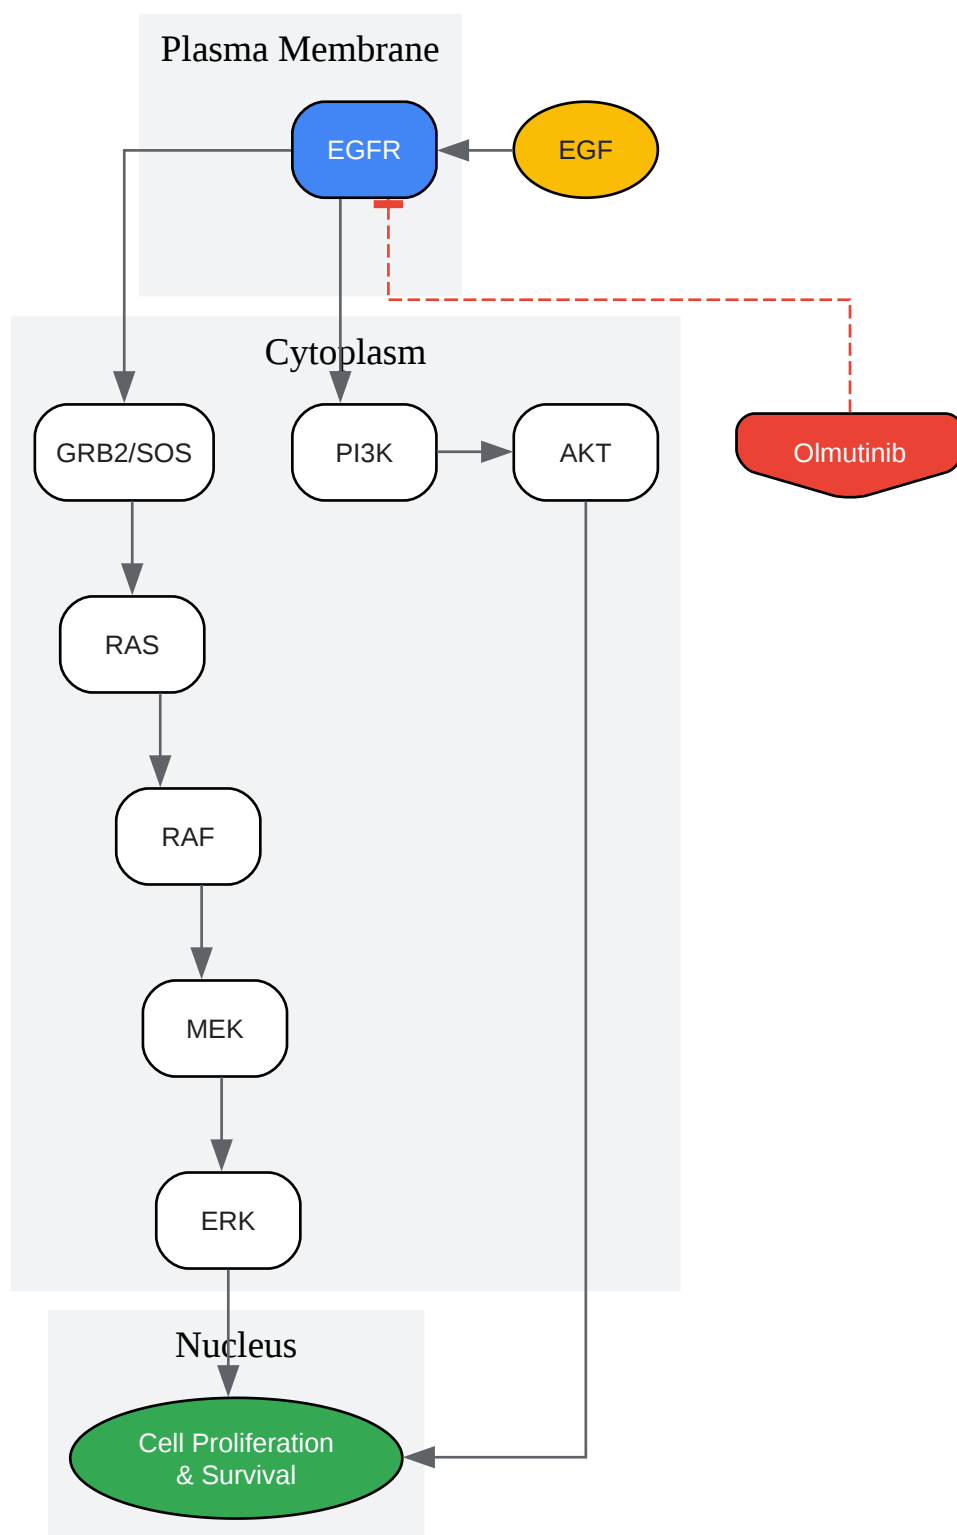 Plasma Membrane
EGFR
EGF
Cytoplasm
GRB2/SOS
PI3K
AKT
Olmutinib
RAS
RAF
MEK
ERK
Nucleus
Cell Proliferation
& Survival